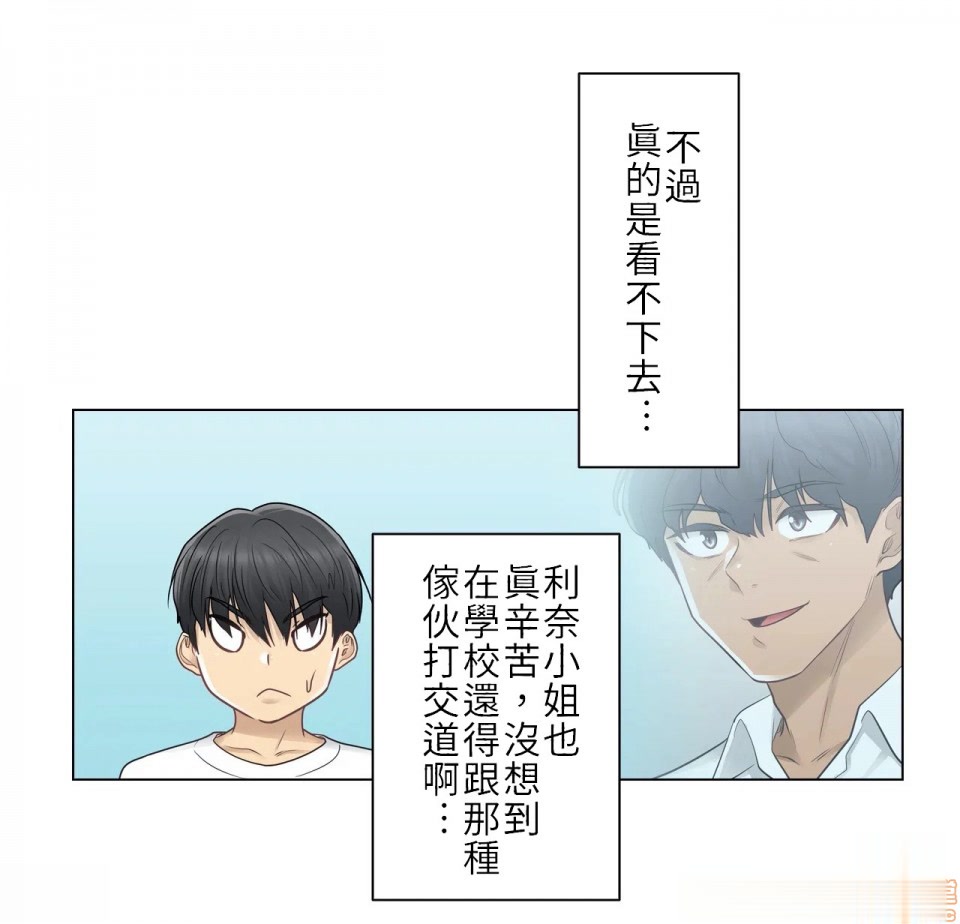 不過
眞的是看不下去…
利奈小姐也
眞辛苦，沒想到
在學校還得跟那種
傢伙打交道啊…